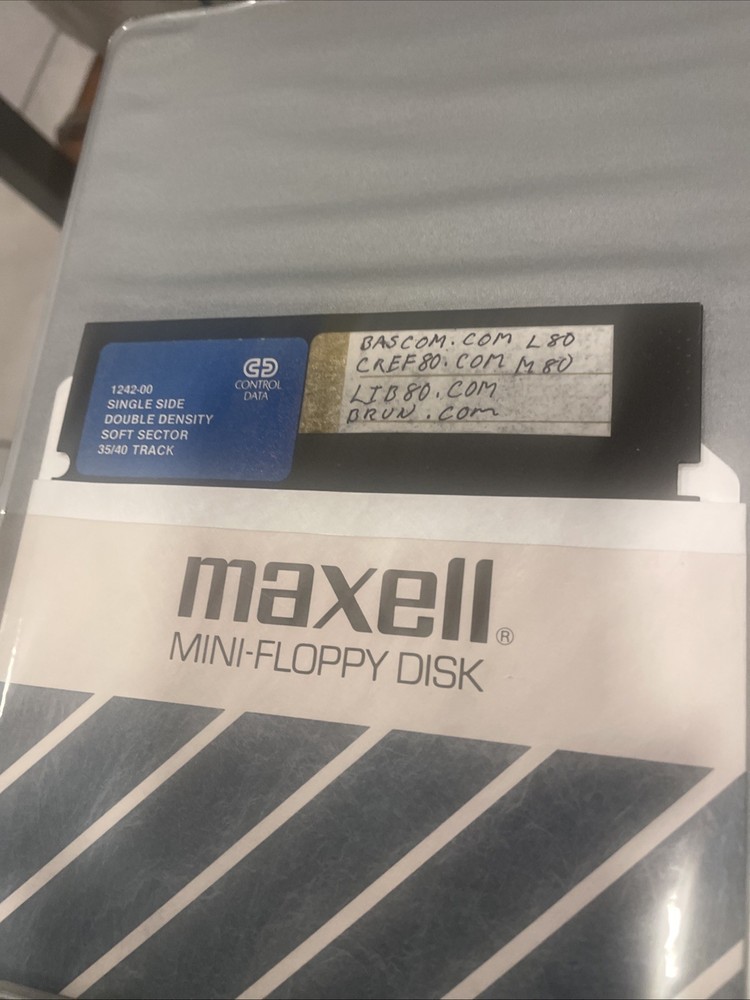 1242-00
SINGLE SIDE
DOUBLE DENSITY
SOFT SECTOR
35/40 TRACK
CD
CONTROL
DATA
BASCOM.COM L80
CREF80.COM M80
LIB80.COM
BRUN.COM
maxell®
MINI-FLOPPY DISK